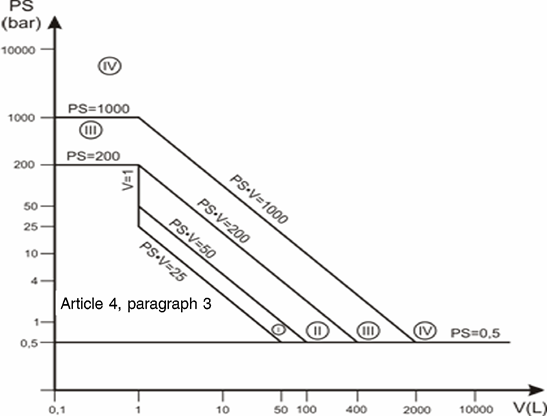 PS
(bar)
10000
IV
PS=1000
1000
III
PS=200
200
V=1
PS•V=1000
PS•V=200
50
PS•V=50
25
PS•V=25
10
4
Article 4, paragraph 3
1
I
II
III
IV
PS=0,5
0,5
0,1
1
10
50
100
400
2000
10000
V(L)